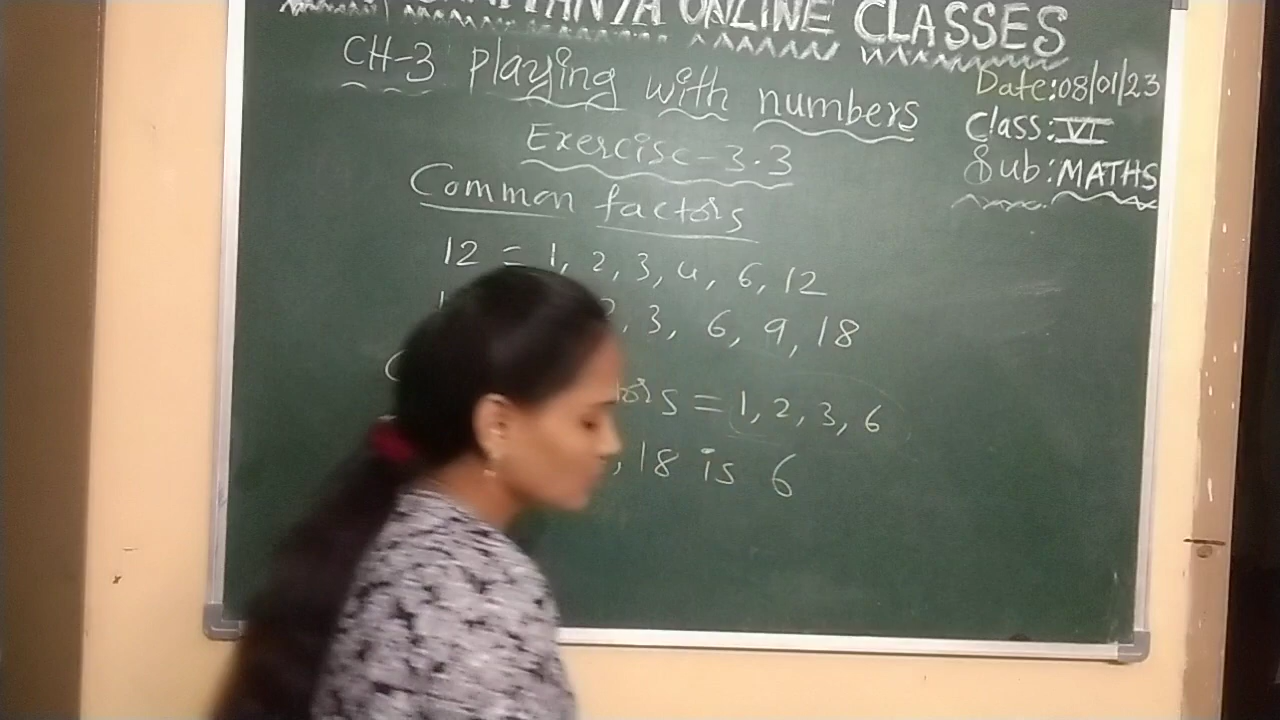 ONLINE CLASSES
CH-3 Playing with numbers
Date:08/01/23
Class:VI
Sub:MATHS
Exercise-3.3
Common factors
12 = 1, 2, 3, 4, 6, 12
2, 3, 6, 9, 18
= 1, 2, 3, 6
, 18 is 6